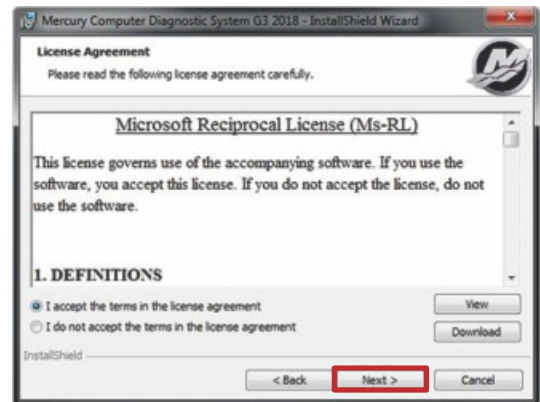 Mercury Computer Diagnostic System G3 2018 - InstallShield Wizard
License Agreement
Please read the following license agreement carefully.
Microsoft Reciprocal License (Ms-RL)
This license governs use of the accompanying software. If you use the
software, you accept this license. If you do not accept the license, do not
use the software.
1. DEFINITIONS
I accept the terms in the license agreement
View
I do not accept the terms in the license agreement
Download
InstallShield
< Back
Next >
Cancel